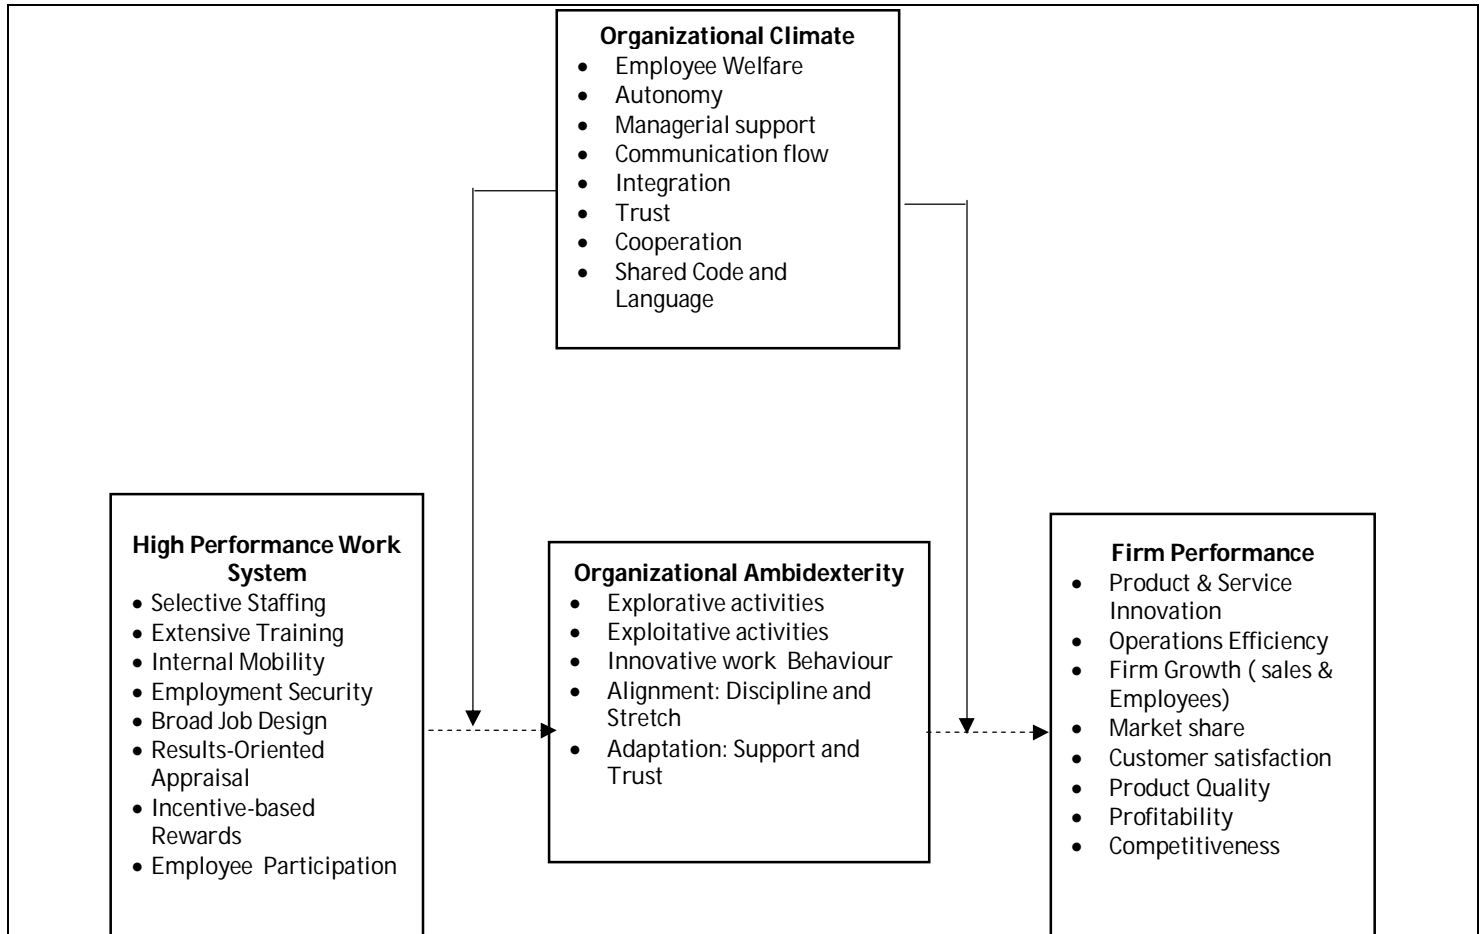 Organizational Climate
• Employee Welfare
• Autonomy
• Managerial support
• Communication flow
• Integration
• Trust
• Cooperation
• Shared Code and
Language
High Performance Work
System
• Selective Staffing
• Extensive Training
• Internal Mobility
• Employment Security
• Broad Job Design
• Results-Oriented
Appraisal
• Incentive-based
Rewards
• Employee Participation
Organizational Ambidexterity
• Explorative activities
• Exploitative activities
• Innovative work Behaviour
• Alignment: Discipline and
Stretch
• Adaptation: Support and
Trust
Firm Performance
• Product & Service
Innovation
• Operations Efficiency
• Firm Growth ( sales &
Employees)
• Market share
• Customer satisfaction
• Product Quality
• Profitability
• Competitiveness